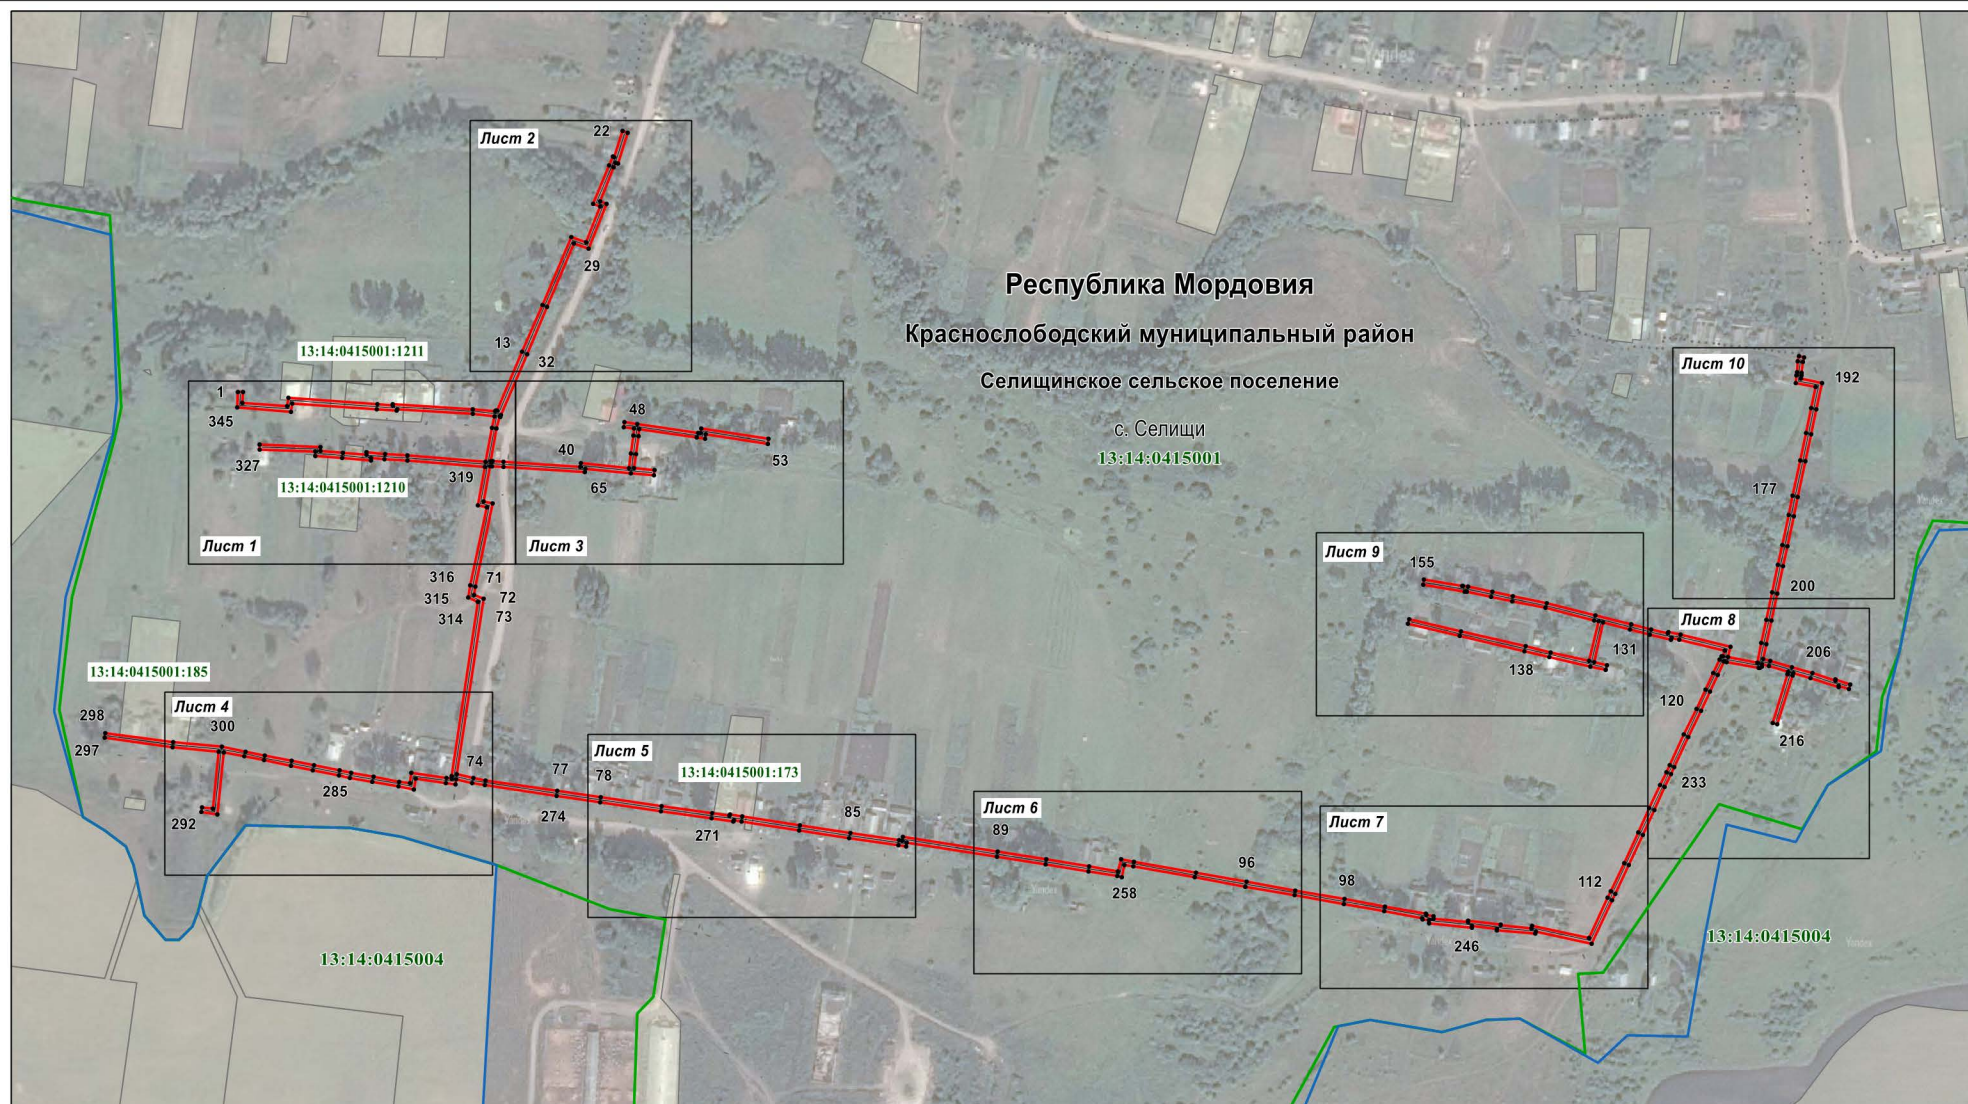 Yandex
Лист 2
22
29
13
32
Республика Мордовия
Краснослободский муниципальный район
Селищинское сельское поселение
с. Селищи
13:14:0415001
13:14:0415001:1211
1
345
327
319
13:14:0415001:1210
Лист 1
48
40
53
65
Лист 3
316
71
315
72
314
73
Лист 10
192
177
200
Yandex
Лист 9
155
131
138
Лист 8
206
120
216
233
13:14:0415001:185
Лист 4
298
300
297
285
292
74
77
78
274
Лист 5
13:14:0415001:173
271
85
Лист 6
89
96
258
Yandex
Лист 7
98
112
246
Yandex
13:14:0415004
13:14:0415004
Yandex